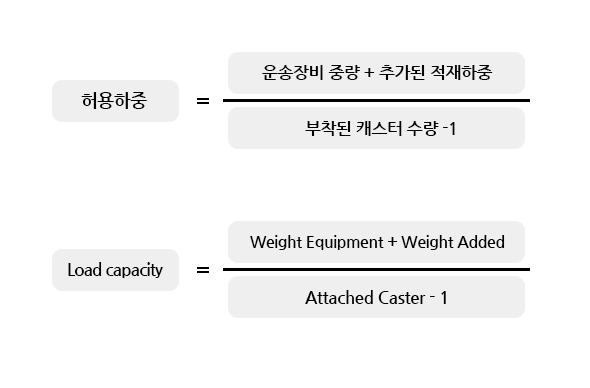 운송장비 중량 + 추가된 적재하중
허용하중 =
부착된 캐스터 수량 -1
Weight Equipment + Weight Added
Load capacity =
Attached Caster - 1